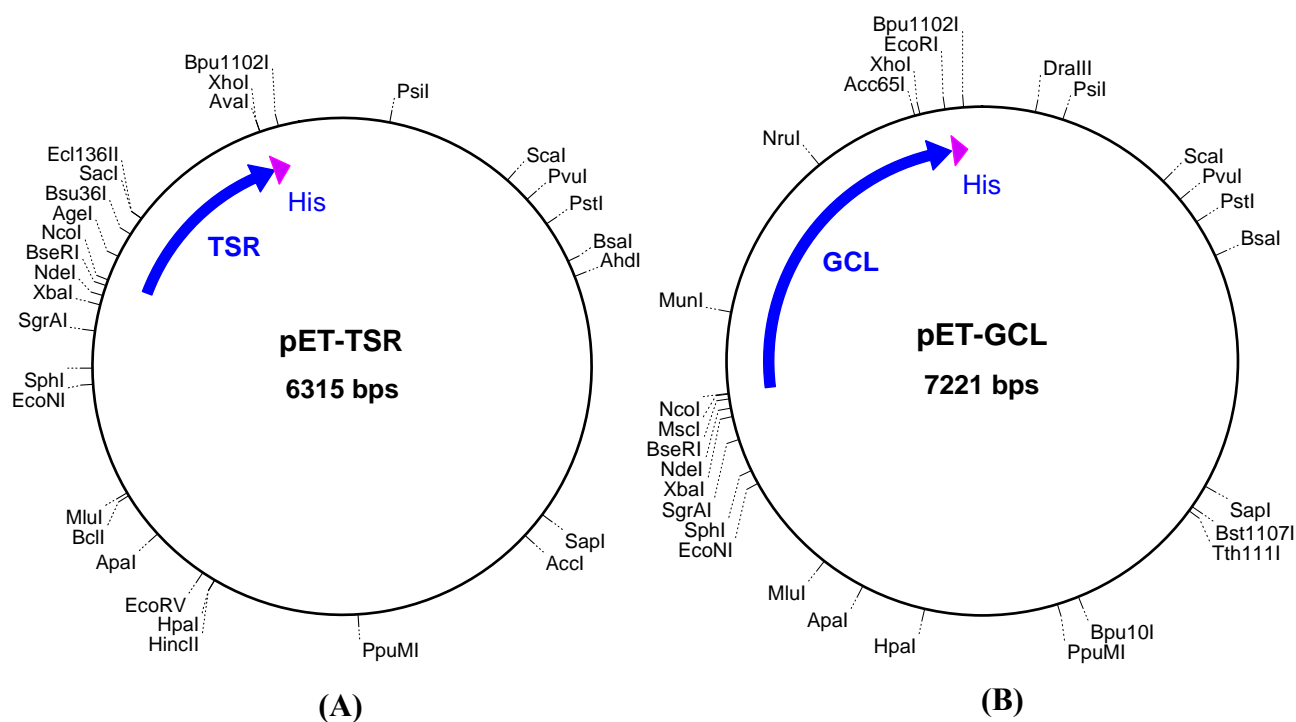 Bpu1102I
XhoI
AvaI
PsiI
Ecl136II
SacI
Bsu36I
AgeI
NcoI
BseRI
NdeI
XbaI
SgrAI
SphI
EcoNI
MluI
BclI
ApaI
EcoRV
HpaI
HincII
PpuMI
AccI
SapI
AhdI
BsaI
PstI
PvuI
ScaI
His
TSR
pET-TSR
6315 bps
(A)
Bpu1102I
EcoRI
XhoI
Acc65I
DraIII
PsiI
NruI
ScaI
PvuI
PstI
BsaI
MunI
NcoI
MscI
BseRI
NdeI
XbaI
SgrAI
SphI
EcoNI
MluI
ApaI
HpaI
PpuMI
Bpu10I
Tth111I
Bst1107I
SapI
His
GCL
pET-GCL
7221 bps
(B)